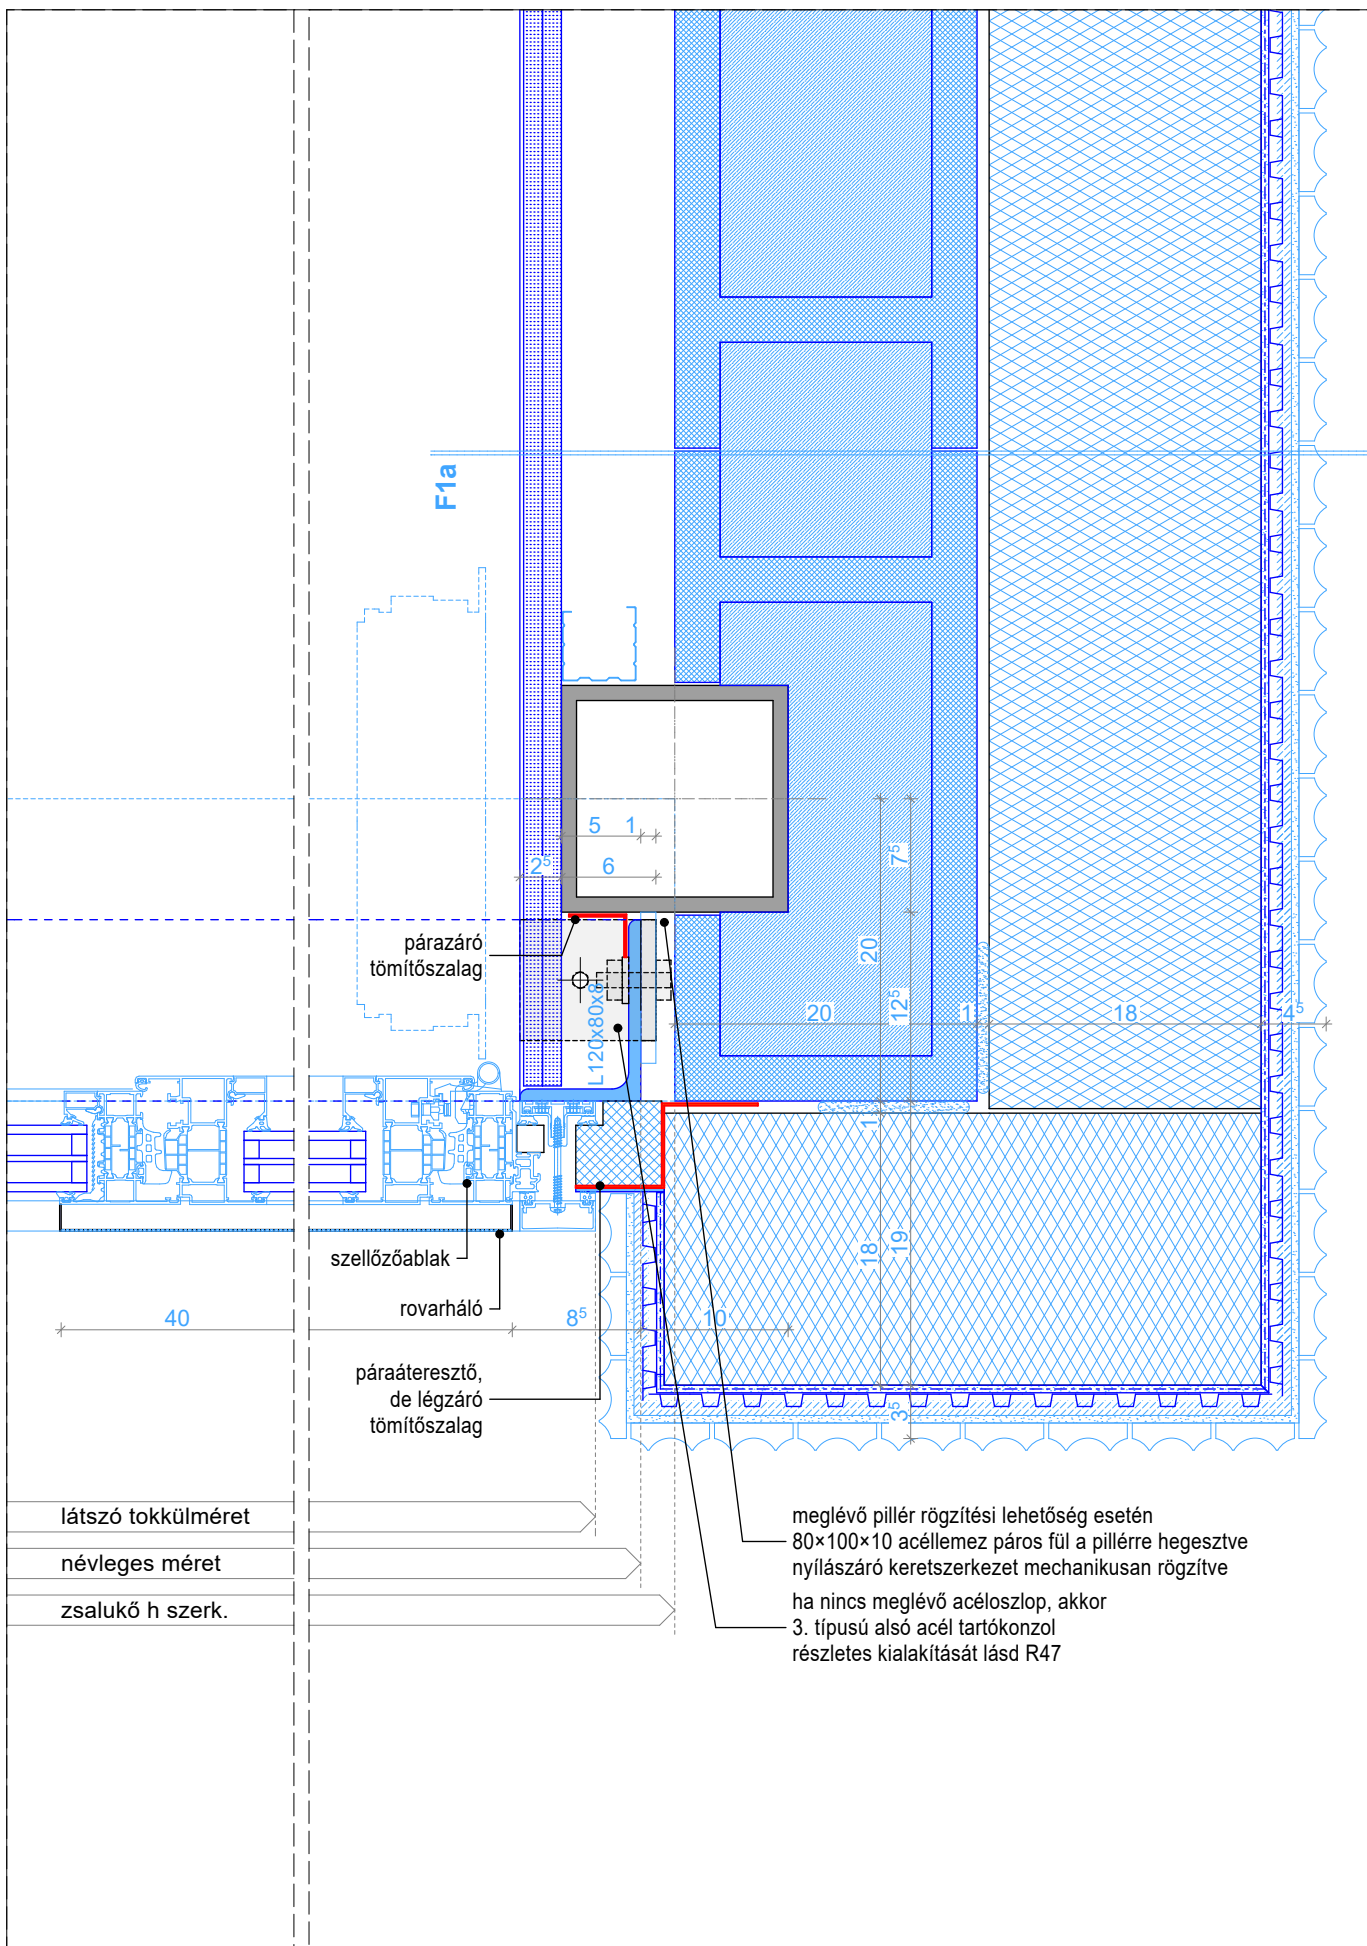 F1a
5 1
2⁵ 6
7⁵
párazáró
tömítőszalag
20
12⁵
L120x80x8
20 1 18 4⁵
1
szellőzőablak
18
19
rovarháló
40 8⁵ 10
páraáteresztő,
de légzáró
tömítőszalag
3⁵
látszó tokkülméret
névleges méret
zsalukő h szerk.
meglévő pillér rögzítési lehetőség esetén
80×100×10 acéllemez páros fül a pillérre hegesztve
nyílászáró keretszerkezet mechanikusan rögzítve
ha nincs meglévő acéloszlop, akkor
3. típusú alsó acél tartókonzol
részletes kialakítását lásd R47